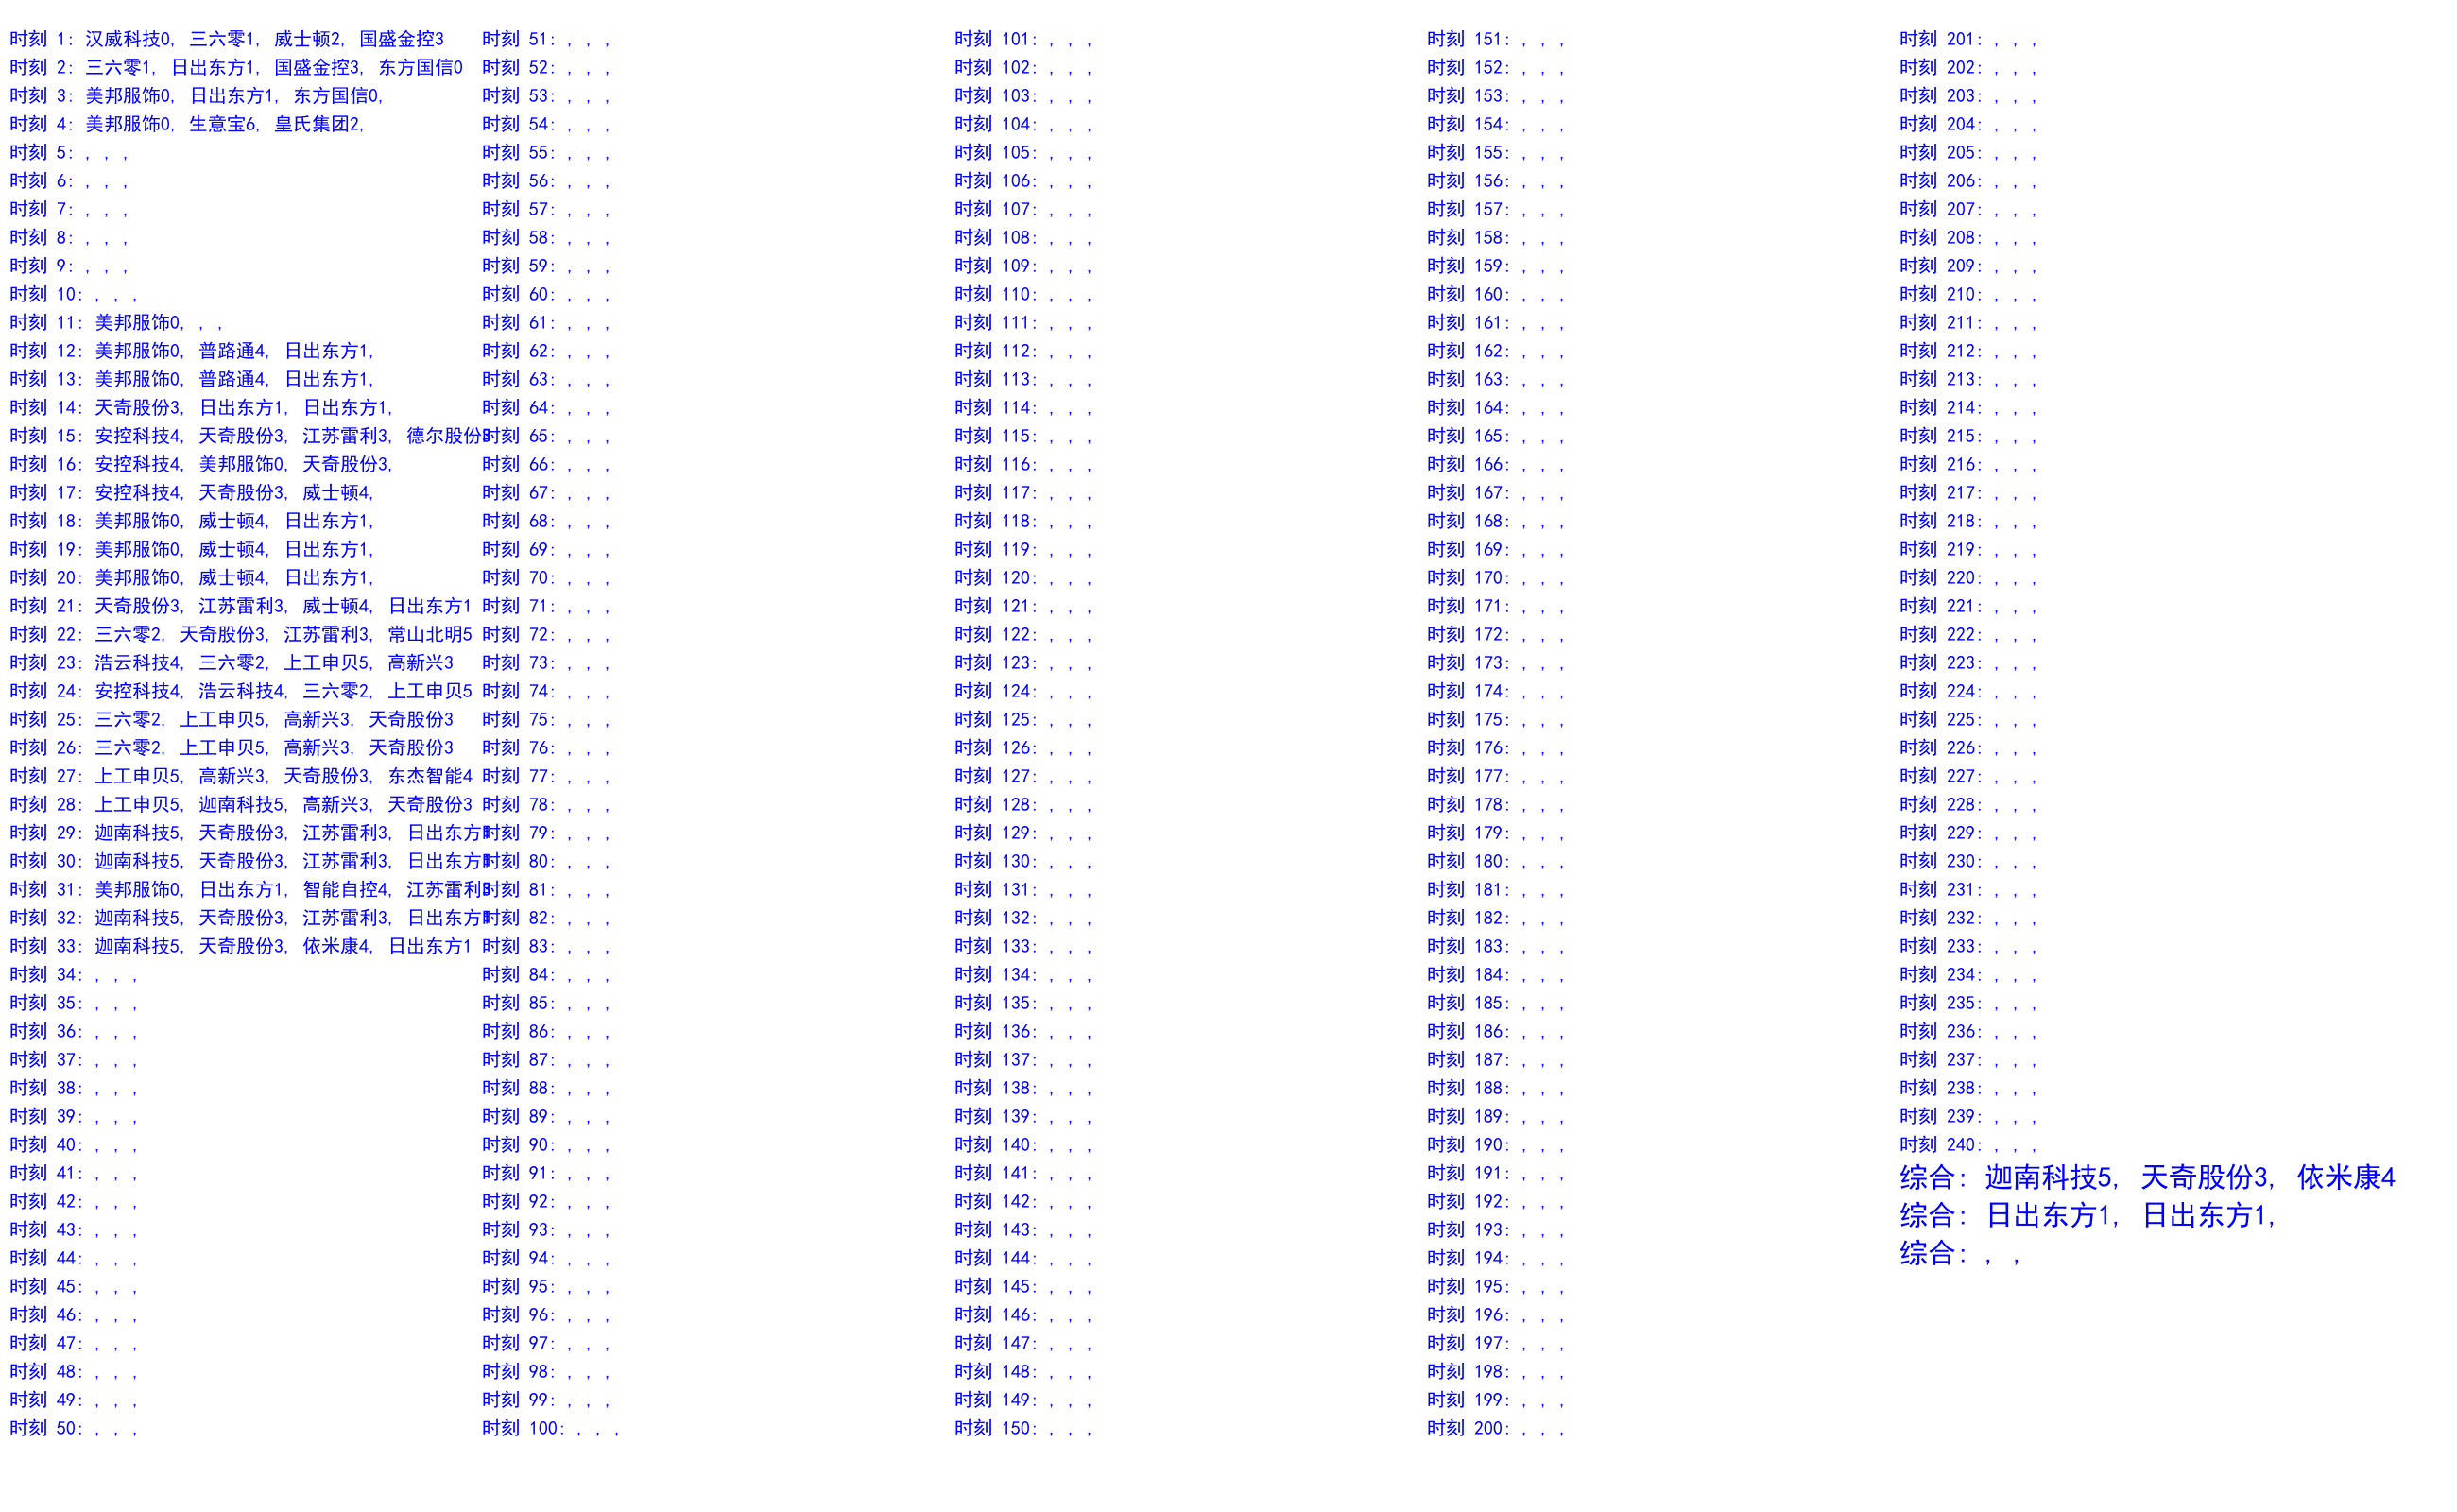 时刻 1: 汉威科技0, 三六零1, 威士顿2, 国盛金控3
时刻 2: 三六零1, 日出东方1, 国盛金控3, 东方国信0
时刻 3: 美邦服饰0, 日出东方1, 东方国信0,
时刻 4: 美邦服饰0, 生意宝6, 皇氏集团2,
时刻 5: , , ,
时刻 6: , , ,
时刻 7: , , ,
时刻 8: , , ,
时刻 9: , , ,
时刻 10: , , ,
时刻 11: 美邦服饰0, , ,
时刻 12: 美邦服饰0, 普路通4, 日出东方1,
时刻 13: 美邦服饰0, 普路通4, 日出东方1,
时刻 14: 天奇股份3, 日出东方1, 日出东方1,
时刻 15: 安控科技4, 天奇股份3, 江苏雷利3, 德尔股份
时刻 16: 安控科技4, 美邦服饰0, 天奇股份3,
时刻 17: 安控科技4, 天奇股份3, 威士顿4,
时刻 18: 美邦服饰0, 威士顿4, 日出东方1,
时刻 19: 美邦服饰0, 威士顿4, 日出东方1,
时刻 20: 美邦服饰0, 威士顿4, 日出东方1,
时刻 21: 天奇股份3, 江苏雷利3, 威士顿4, 日出东方1
时刻 22: 三六零2, 天奇股份3, 江苏雷利3, 常山北明5
时刻 23: 浩云科技4, 三六零2, 上工申贝5, 高新兴3
时刻 24: 安控科技4, 浩云科技4, 三六零2, 上工申贝5
时刻 25: 三六零2, 上工申贝5, 高新兴3, 天奇股份3
时刻 26: 三六零2, 上工申贝5, 高新兴3, 天奇股份3
时刻 27: 上工申贝5, 高新兴3, 天奇股份3, 东杰智能4
时刻 28: 上工申贝5, 迦南科技5, 高新兴3, 天奇股份3
时刻 29: 迦南科技5, 天奇股份3, 江苏雷利3, 日出东方1
时刻 30: 迦南科技5, 天奇股份3, 江苏雷利3, 日出东方1
时刻 31: 美邦服饰0, 日出东方1, 智能自控4, 江苏雷利3
时刻 32: 迦南科技5, 天奇股份3, 江苏雷利3, 日出东方1
时刻 33: 迦南科技5, 天奇股份3, 依米康4, 日出东方1
时刻 34: , , ,
时刻 35: , , ,
时刻 36: , , ,
时刻 37: , , ,
时刻 38: , , ,
时刻 39: , , ,
时刻 40: , , ,
时刻 41: , , ,
时刻 42: , , ,
时刻 43: , , ,
时刻 44: , , ,
时刻 45: , , ,
时刻 46: , , ,
时刻 47: , , ,
时刻 48: , , ,
时刻 49: , , ,
时刻 50: , , ,
时刻 51: , , ,
时刻 52: , , ,
时刻 53: , , ,
时刻 54: , , ,
时刻 55: , , ,
时刻 56: , , ,
时刻 57: , , ,
时刻 58: , , ,
时刻 59: , , ,
时刻 60: , , ,
时刻 61: , , ,
时刻 62: , , ,
时刻 63: , , ,
时刻 64: , , ,
时刻 65: , , ,
时刻 66: , , ,
时刻 67: , , ,
时刻 68: , , ,
时刻 69: , , ,
时刻 70: , , ,
时刻 71: , , ,
时刻 72: , , ,
时刻 73: , , ,
时刻 74: , , ,
时刻 75: , , ,
时刻 76: , , ,
时刻 77: , , ,
时刻 78: , , ,
时刻 79: , , ,
时刻 80: , , ,
时刻 81: , , ,
时刻 82: , , ,
时刻 83: , , ,
时刻 84: , , ,
时刻 85: , , ,
时刻 86: , , ,
时刻 87: , , ,
时刻 88: , , ,
时刻 89: , , ,
时刻 90: , , ,
时刻 91: , , ,
时刻 92: , , ,
时刻 93: , , ,
时刻 94: , , ,
时刻 95: , , ,
时刻 96: , , ,
时刻 97: , , ,
时刻 98: , , ,
时刻 99: , , ,
时刻 100: , , ,
时刻 101: , , ,
时刻 102: , , ,
时刻 103: , , ,
时刻 104: , , ,
时刻 105: , , ,
时刻 106: , , ,
时刻 107: , , ,
时刻 108: , , ,
时刻 109: , , ,
时刻 110: , , ,
时刻 111: , , ,
时刻 112: , , ,
时刻 113: , , ,
时刻 114: , , ,
时刻 115: , , ,
时刻 116: , , ,
时刻 117: , , ,
时刻 118: , , ,
时刻 119: , , ,
时刻 120: , , ,
时刻 121: , , ,
时刻 122: , , ,
时刻 123: , , ,
时刻 124: , , ,
时刻 125: , , ,
时刻 126: , , ,
时刻 127: , , ,
时刻 128: , , ,
时刻 129: , , ,
时刻 130: , , ,
时刻 131: , , ,
时刻 132: , , ,
时刻 133: , , ,
时刻 134: , , ,
时刻 135: , , ,
时刻 136: , , ,
时刻 137: , , ,
时刻 138: , , ,
时刻 139: , , ,
时刻 140: , , ,
时刻 141: , , ,
时刻 142: , , ,
时刻 143: , , ,
时刻 144: , , ,
时刻 145: , , ,
时刻 146: , , ,
时刻 147: , , ,
时刻 148: , , ,
时刻 149: , , ,
时刻 150: , , ,
时刻 151: , , ,
时刻 152: , , ,
时刻 153: , , ,
时刻 154: , , ,
时刻 155: , , ,
时刻 156: , , ,
时刻 157: , , ,
时刻 158: , , ,
时刻 159: , , ,
时刻 160: , , ,
时刻 161: , , ,
时刻 162: , , ,
时刻 163: , , ,
时刻 164: , , ,
时刻 165: , , ,
时刻 166: , , ,
时刻 167: , , ,
时刻 168: , , ,
时刻 169: , , ,
时刻 170: , , ,
时刻 171: , , ,
时刻 172: , , ,
时刻 173: , , ,
时刻 174: , , ,
时刻 175: , , ,
时刻 176: , , ,
时刻 177: , , ,
时刻 178: , , ,
时刻 179: , , ,
时刻 180: , , ,
时刻 181: , , ,
时刻 182: , , ,
时刻 183: , , ,
时刻 184: , , ,
时刻 185: , , ,
时刻 186: , , ,
时刻 187: , , ,
时刻 188: , , ,
时刻 189: , , ,
时刻 190: , , ,
时刻 191: , , ,
时刻 192: , , ,
时刻 193: , , ,
时刻 194: , , ,
时刻 195: , , ,
时刻 196: , , ,
时刻 197: , , ,
时刻 198: , , ,
时刻 199: , , ,
时刻 200: , , ,
时刻 201: , , ,
时刻 202: , , ,
时刻 203: , , ,
时刻 204: , , ,
时刻 205: , , ,
时刻 206: , , ,
时刻 207: , , ,
时刻 208: , , ,
时刻 209: , , ,
时刻 210: , , ,
时刻 211: , , ,
时刻 212: , , ,
时刻 213: , , ,
时刻 214: , , ,
时刻 215: , , ,
时刻 216: , , ,
时刻 217: , , ,
时刻 218: , , ,
时刻 219: , , ,
时刻 220: , , ,
时刻 221: , , ,
时刻 222: , , ,
时刻 223: , , ,
时刻 224: , , ,
时刻 225: , , ,
时刻 226: , , ,
时刻 227: , , ,
时刻 228: , , ,
时刻 229: , , ,
时刻 230: , , ,
时刻 231: , , ,
时刻 232: , , ,
时刻 233: , , ,
时刻 234: , , ,
时刻 235: , , ,
时刻 236: , , ,
时刻 237: , , ,
时刻 238: , , ,
时刻 239: , , ,
时刻 240: , , ,
综合: 迦南科技5, 天奇股份3, 依米康4
综合: 日出东方1, 日出东方1,
综合: , ,